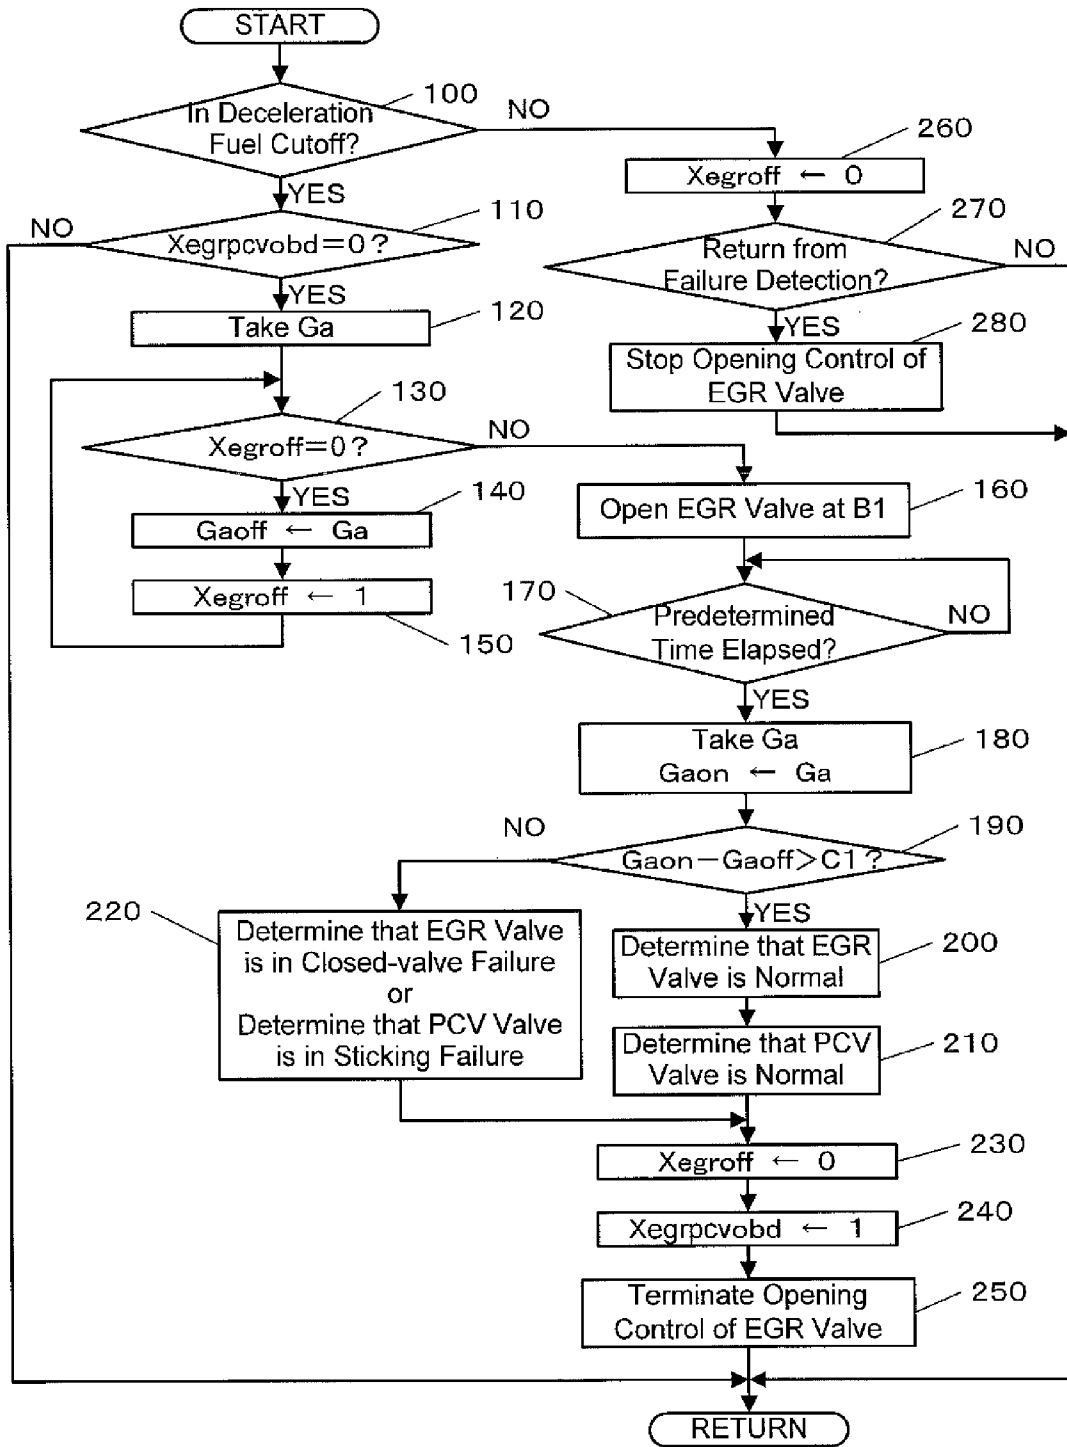 START
100
In Deceleration
Fuel Cutoff?
NO
YES
260
Xegroff ← 0
110
NO
Xegrpcvobd=0?
YES
270
Return from
Failure Detection?
NO
YES
120
Take Ga
280
Stop Opening Control of
EGR Valve
130
Xegroff=0?
NO
YES
140
Gaoff ← Ga
160
Open EGR Valve at B1
Xegroff ← 1
150
170
Predetermined
Time Elapsed?
NO
YES
180
Take Ga
Gaon ← Ga
190
NO
Gaon−Gaoff>C1?
YES
220
Determine that EGR Valve
is in Closed-valve Failure
or
Determine that PCV Valve
is in Sticking Failure
200
Determine that EGR
Valve is Normal
210
Determine that PCV
Valve is Normal
230
Xegroff ← 0
240
Xegrpcvobd ← 1
250
Terminate Opening
Control of EGR Valve
RETURN